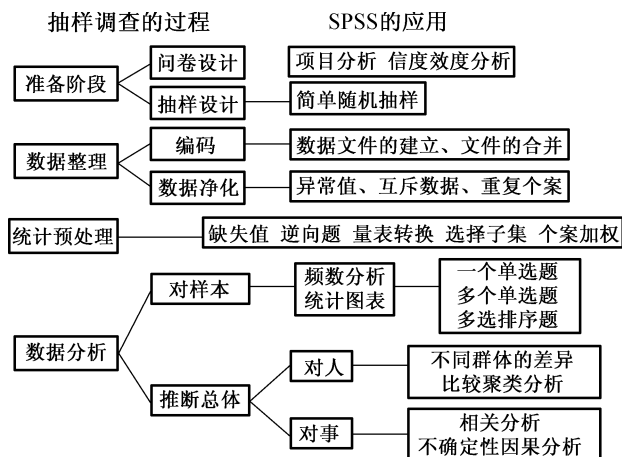 抽样调查的过程 SPSS的应用
问卷设计 项目分析 信度效度分析
准备阶段
抽样设计 简单随机抽样
编码 数据文件的建立、文件的合并
数据整理
数据净化 异常值、互斥数据、重复个案
统计预处理 缺失值 逆向题 量表转换 选择子集 个案加权
对样本
频数分析
统计图表
一个单选题
多个单选题
多选排序题
数据分析
推断总体
对人
不同群体的差异
比较聚类分析
对事
相关分析
不确定性因果分析